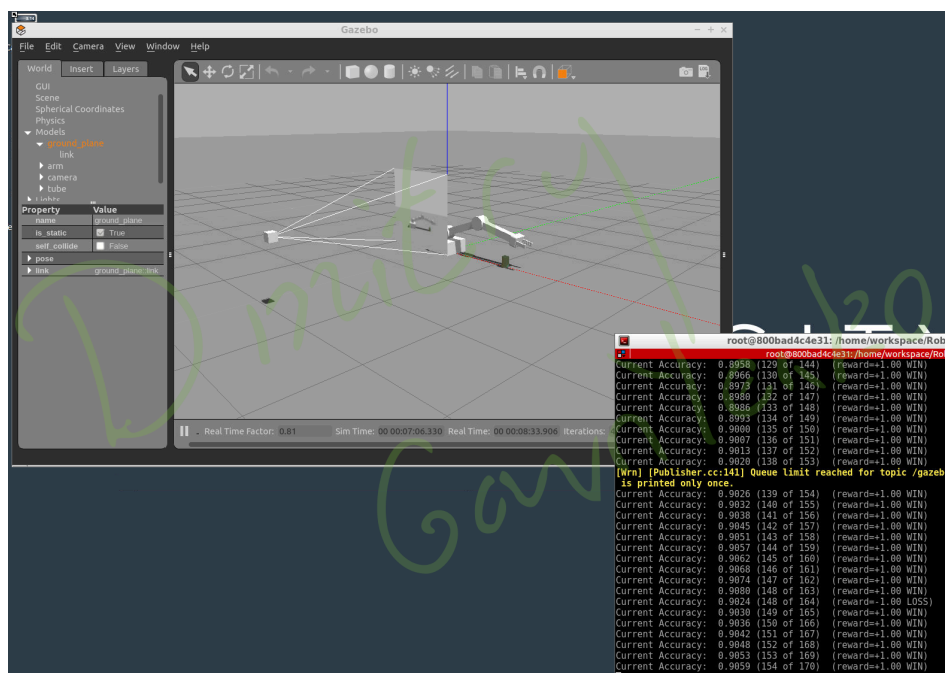 Gazebo
File Edit Camera View Window Help
World Insert Layers
GUI
Scene
Spherical Coordinates
Physics
Models
ground_plane
link
arm
camera
tube
Lights
Property Value
name ground_plane
is_static True
self_collide False
pose
link ground_plane::link
Real Time Factor: 0.81 Sim Time: 00 00:07:06.330 Real Time: 00 00:08:33.906 Iterations:
Dmitry
Gavrilenko
root@800bad4c4e31: /home/workspace/Rob
root@800bad4c4e31: /home/workspace/Rob
Current Accuracy: 0.8958 (129 of 144) (reward=+1.00 WIN)
Current Accuracy: 0.8966 (130 of 145) (reward=+1.00 WIN)
Current Accuracy: 0.8973 (131 of 146) (reward=+1.00 WIN)
Current Accuracy: 0.8980 (132 of 147) (reward=+1.00 WIN)
Current Accuracy: 0.8986 (133 of 148) (reward=+1.00 WIN)
Current Accuracy: 0.8993 (134 of 149) (reward=+1.00 WIN)
Current Accuracy: 0.9000 (135 of 150) (reward=+1.00 WIN)
Current Accuracy: 0.9007 (136 of 151) (reward=+1.00 WIN)
Current Accuracy: 0.9013 (137 of 152) (reward=+1.00 WIN)
Current Accuracy: 0.9020 (138 of 153) (reward=+1.00 WIN)
[Wrn] [Publisher.cc:141] Queue limit reached for topic /gazeb
is printed only once.
Current Accuracy: 0.9026 (139 of 154) (reward=+1.00 WIN)
Current Accuracy: 0.9032 (140 of 155) (reward=+1.00 WIN)
Current Accuracy: 0.9038 (141 of 156) (reward=+1.00 WIN)
Current Accuracy: 0.9045 (142 of 157) (reward=+1.00 WIN)
Current Accuracy: 0.9051 (143 of 158) (reward=+1.00 WIN)
Current Accuracy: 0.9057 (144 of 159) (reward=+1.00 WIN)
Current Accuracy: 0.9062 (145 of 160) (reward=+1.00 WIN)
Current Accuracy: 0.9068 (146 of 161) (reward=+1.00 WIN)
Current Accuracy: 0.9074 (147 of 162) (reward=+1.00 WIN)
Current Accuracy: 0.9080 (148 of 163) (reward=+1.00 WIN)
Current Accuracy: 0.9024 (148 of 164) (reward=-1.00 LOSS)
Current Accuracy: 0.9030 (149 of 165) (reward=+1.00 WIN)
Current Accuracy: 0.9036 (150 of 166) (reward=+1.00 WIN)
Current Accuracy: 0.9042 (151 of 167) (reward=+1.00 WIN)
Current Accuracy: 0.9048 (152 of 168) (reward=+1.00 WIN)
Current Accuracy: 0.9053 (153 of 169) (reward=+1.00 WIN)
Current Accuracy: 0.9059 (154 of 170) (reward=+1.00 WIN)